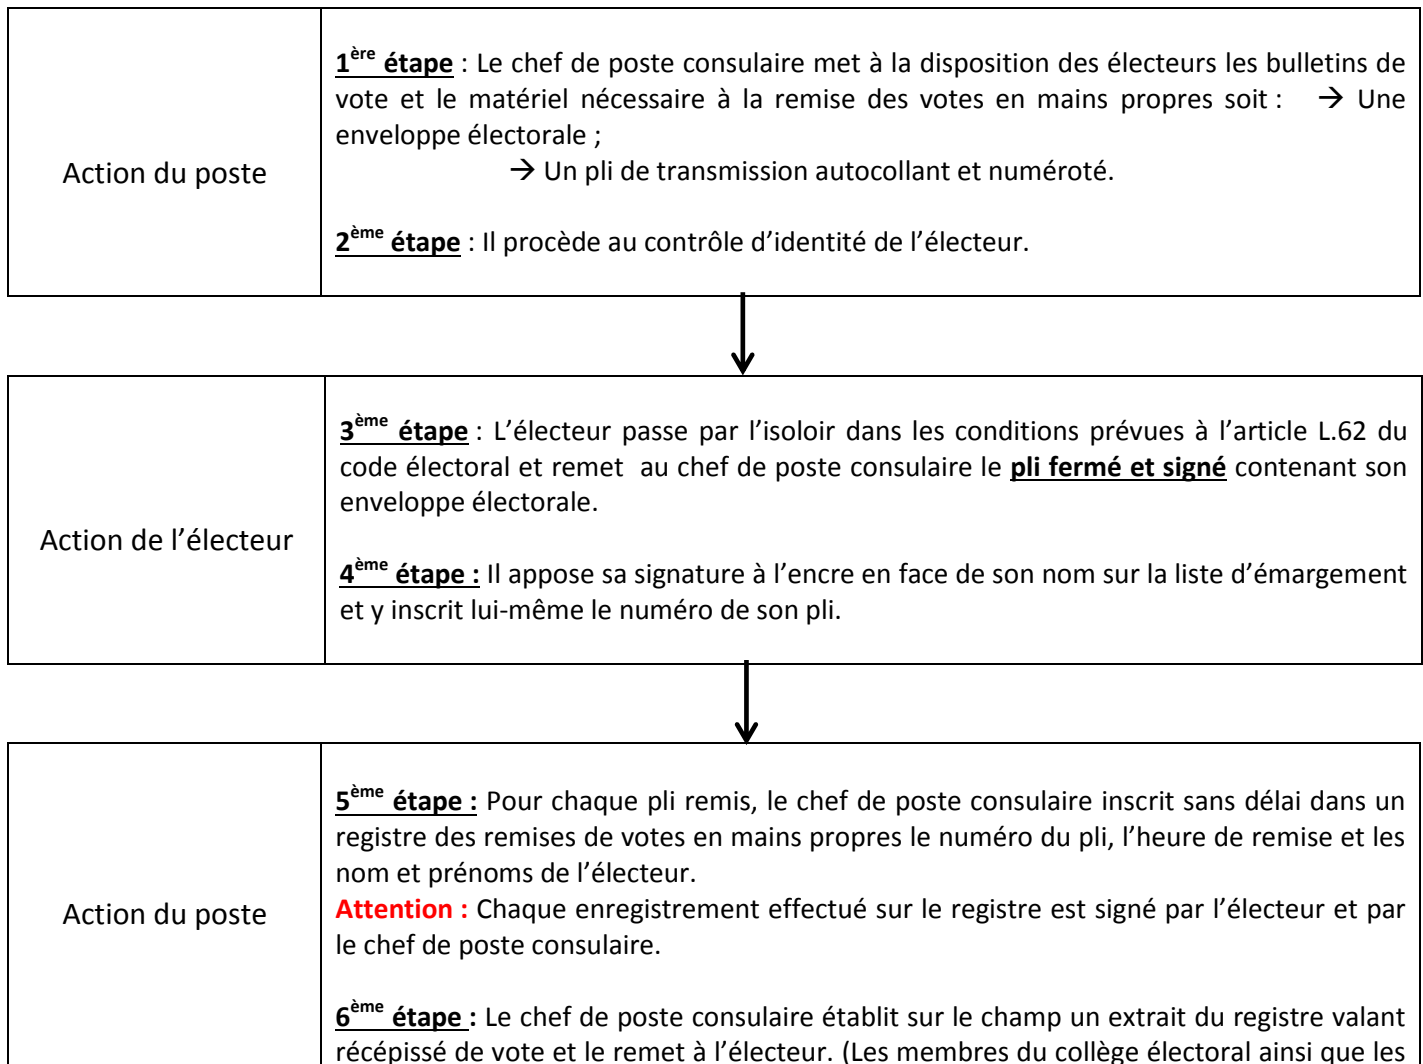 Action du poste
1ère étape : Le chef de poste consulaire met à la disposition des électeurs les bulletins de
vote et le matériel nécessaire à la remise des votes en mains propres soit : → Une
enveloppe électorale ;
→ Un pli de transmission autocollant et numéroté.
2ème étape : Il procède au contrôle d’identité de l’électeur.
Action de l’électeur
3ème étape : L’électeur passe par l’isoloir dans les conditions prévues à l’article L.62 du
code électoral et remet au chef de poste consulaire le pli fermé et signé contenant son
enveloppe électorale.
4ème étape : Il appose sa signature à l’encre en face de son nom sur la liste d’émargement
et y inscrit lui-même le numéro de son pli.
Action du poste
5ème étape : Pour chaque pli remis, le chef de poste consulaire inscrit sans délai dans un
registre des remises de votes en mains propres le numéro du pli, l’heure de remise et les
nom et prénoms de l’électeur.
Attention : Chaque enregistrement effectué sur le registre est signé par l’électeur et par
le chef de poste consulaire.
6ème étape : Le chef de poste consulaire établit sur le champ un extrait du registre valant
récépissé de vote et le remet à l’électeur. (Les membres du collège électoral ainsi que les